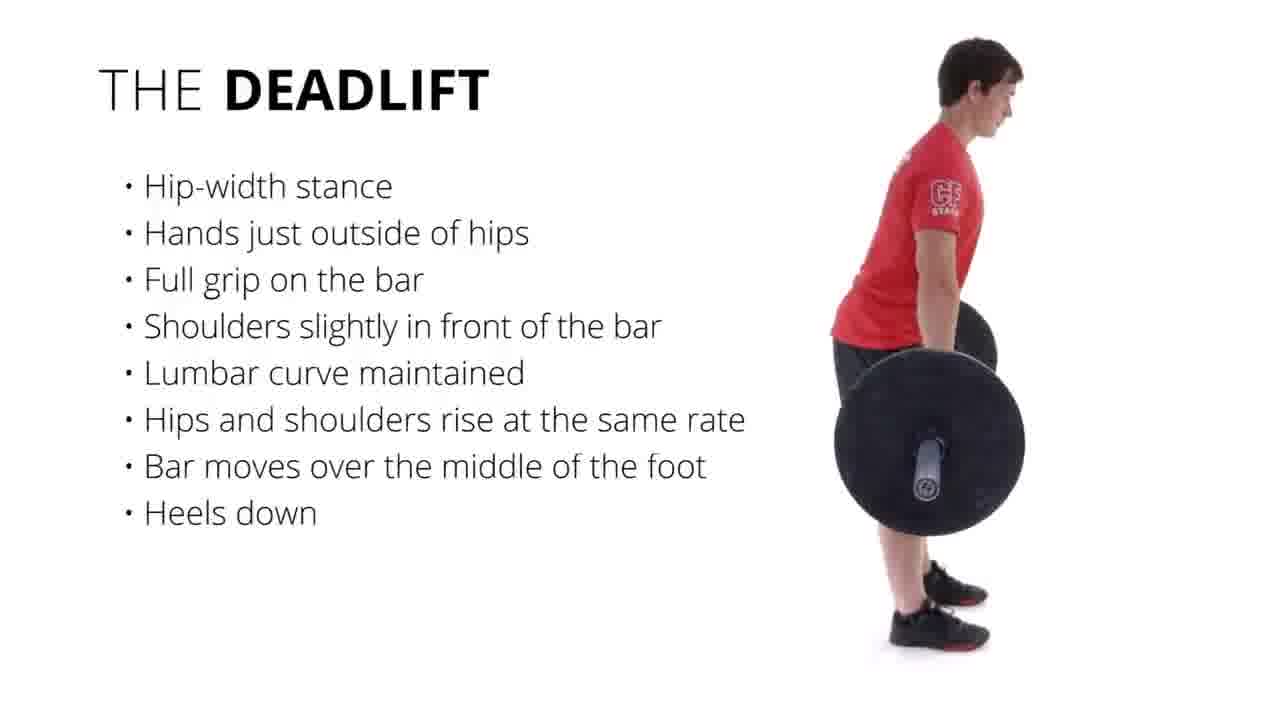 THE DEADLIFT
• Hip-width stance
• Hands just outside of hips
• Full grip on the bar
• Shoulders slightly in front of the bar
• Lumbar curve maintained
• Hips and shoulders rise at the same rate
• Bar moves over the middle of the foot
• Heels down